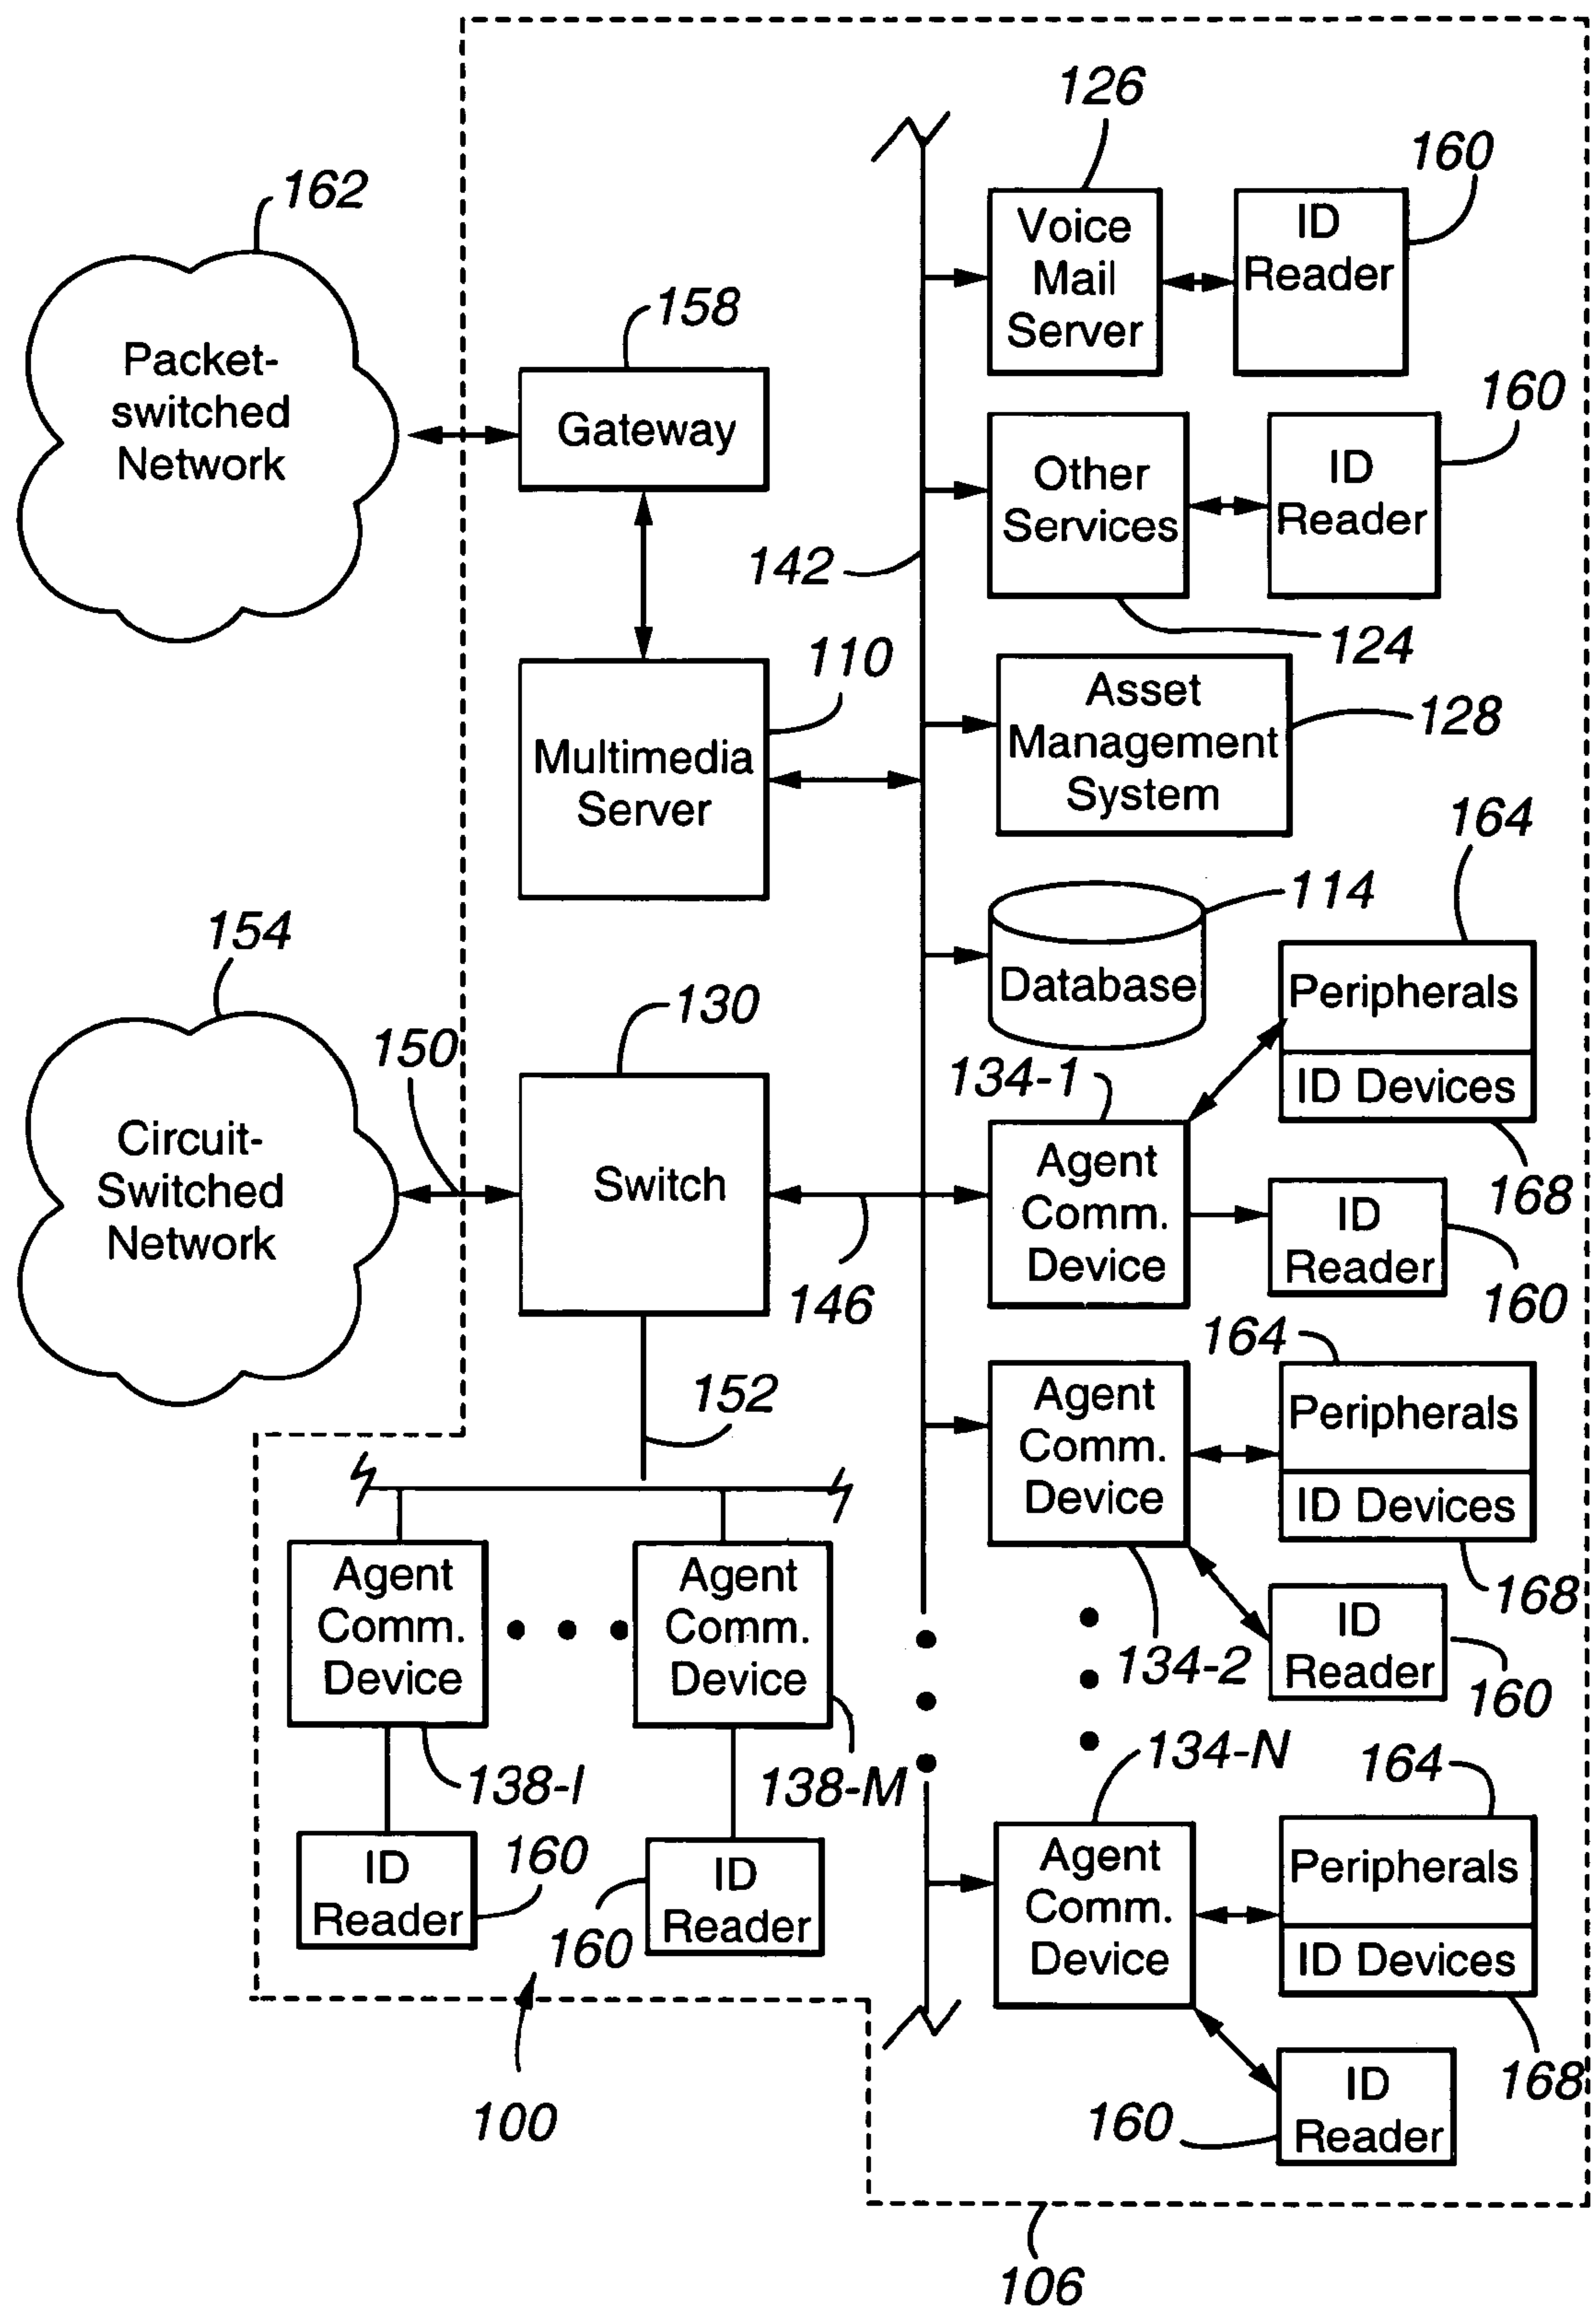 126
160
162
Voice
Mail
Server
ID
Reader
158
Packet-
switched
Network
Gateway
160
Other
Services
ID
Reader
142
124
110
Asset
Management
System
128
Multimedia
Server
164
114
154
Database
Peripherals
ID Devices
130
150
134-1
Circuit-
Switched
Network
Switch
Agent
Comm.
Device
168
ID
Reader
146
160
164
152
Agent
Comm.
Device
Peripherals
ID Devices
168
Agent
Comm.
Device
Agent
Comm.
Device
ID
Reader
134-2
160
138-I
138-M
134-N
164
ID
Reader
160
ID
Reader
160
Agent
Comm.
Device
Peripherals
ID Devices
168
100
ID
Reader
160
106